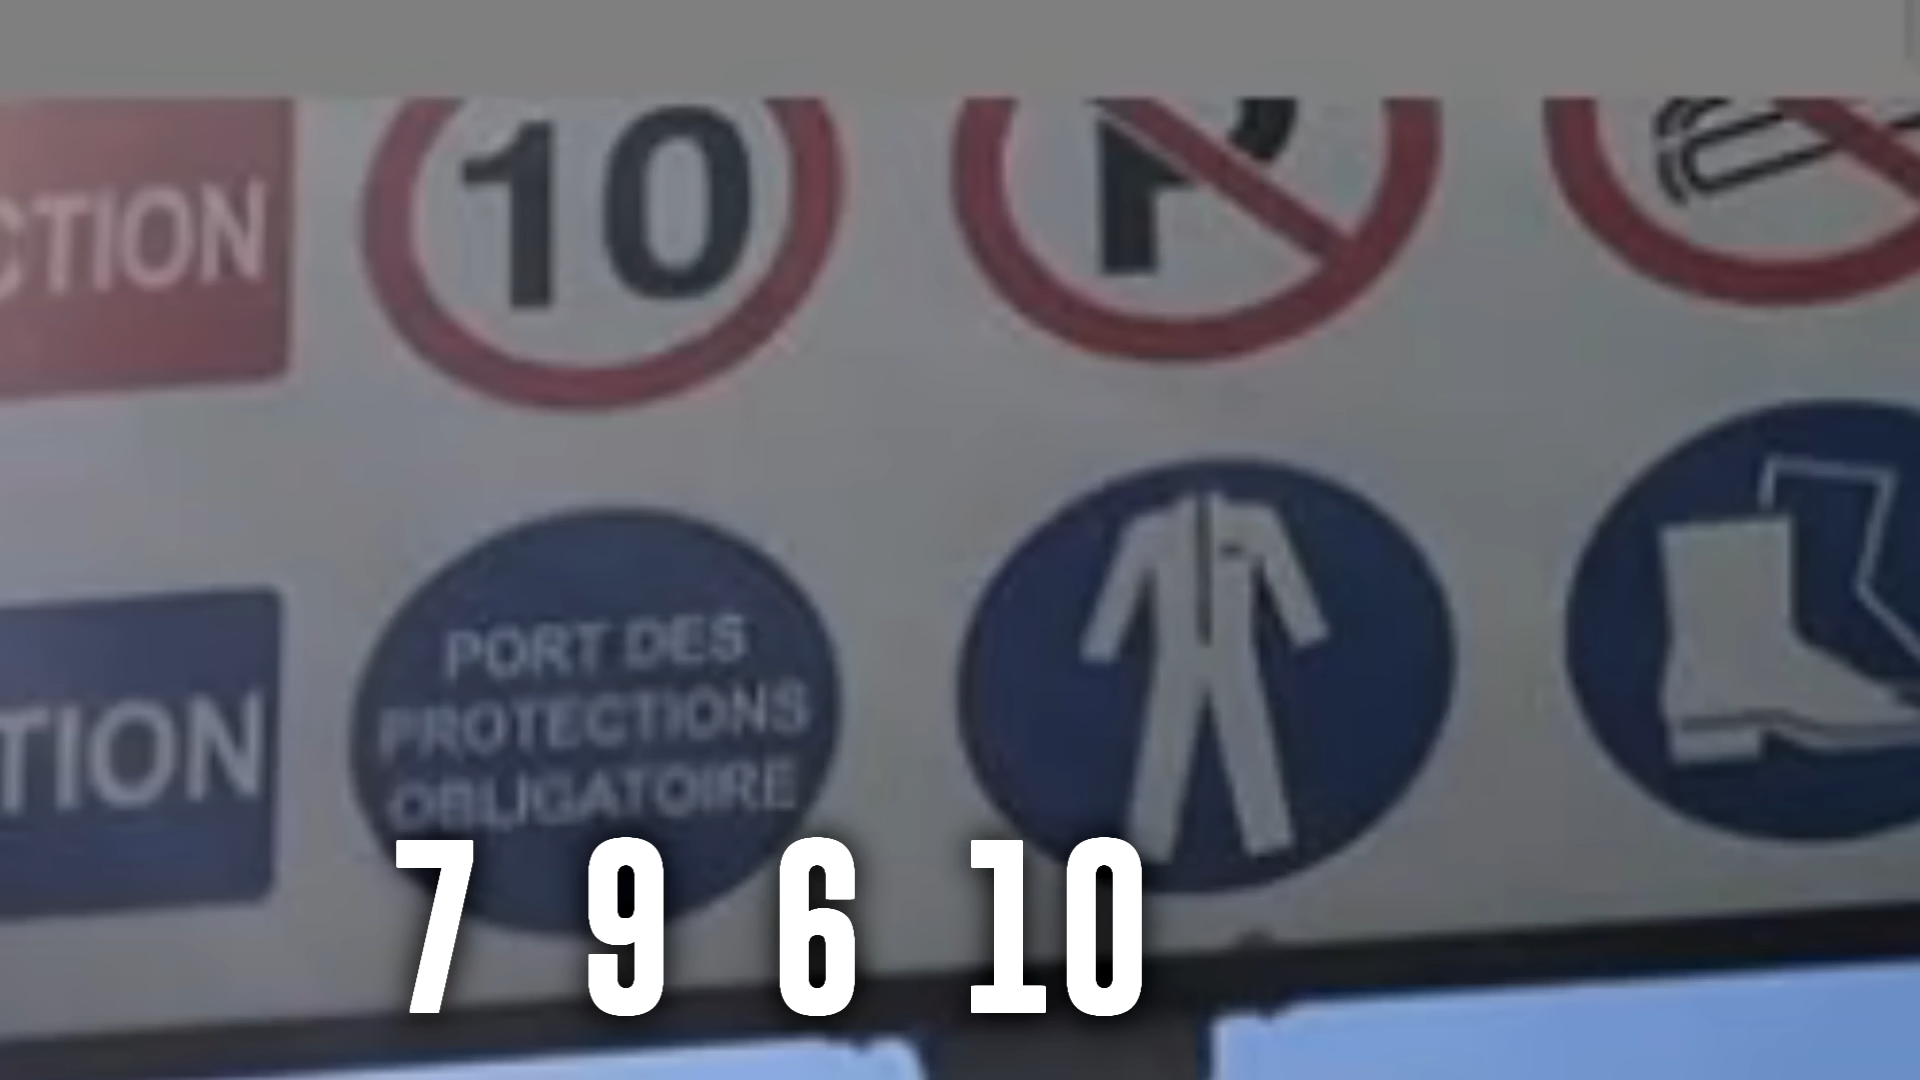 CTION
10
P
TION
PORT DES
PROTECTIONS
OBLIGATOIRE
7 9 6 10